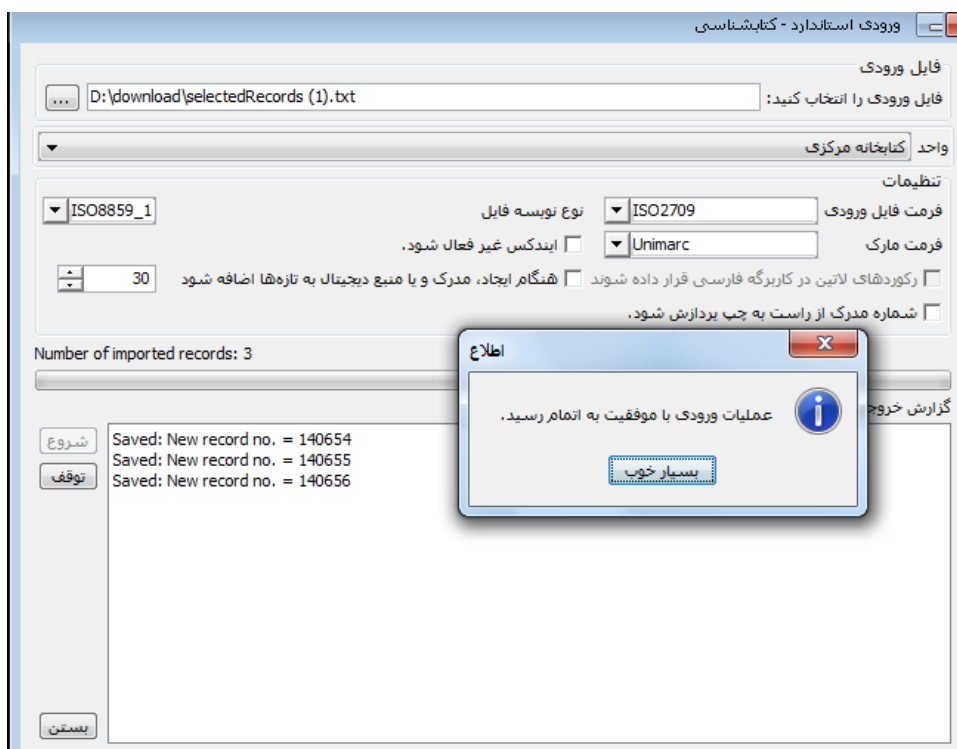 ورودی استاندارد - کتابشناسی
فایل ورودی
فایل ورودی را انتخاب کنید:
D:\download\selectedRecords (1).txt
...
واحد
کتابخانه مرکزی
تنظیمات
فرمت فایل ورودی
ISO2709
نوع نویسه فایل
ISO8859_1
فرمت مارک
Unimarc
ایندکس غیر فعال شود.
رکوردهای لاتین در کاربرگه فارسی قرار داده شوند
هنگام ایجاد، مدرک و یا منبع دیجیتال به تازه‌ها اضافه شود
30
شماره مدرک از راست به چپ پردازش شود.
Number of imported records: 3
گزارش خروج
شروع
توقف
Saved: New record no. = 140654
Saved: New record no. = 140655
Saved: New record no. = 140656
اطلاع
عملیات ورودی با موفقیت به اتمام رسید.
بسیار خوب
بستن